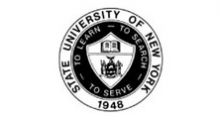 STATE UNIVERSITY OF NEW YORK
TO LEARN — TO SEARCH
— TO SERVE —
1948